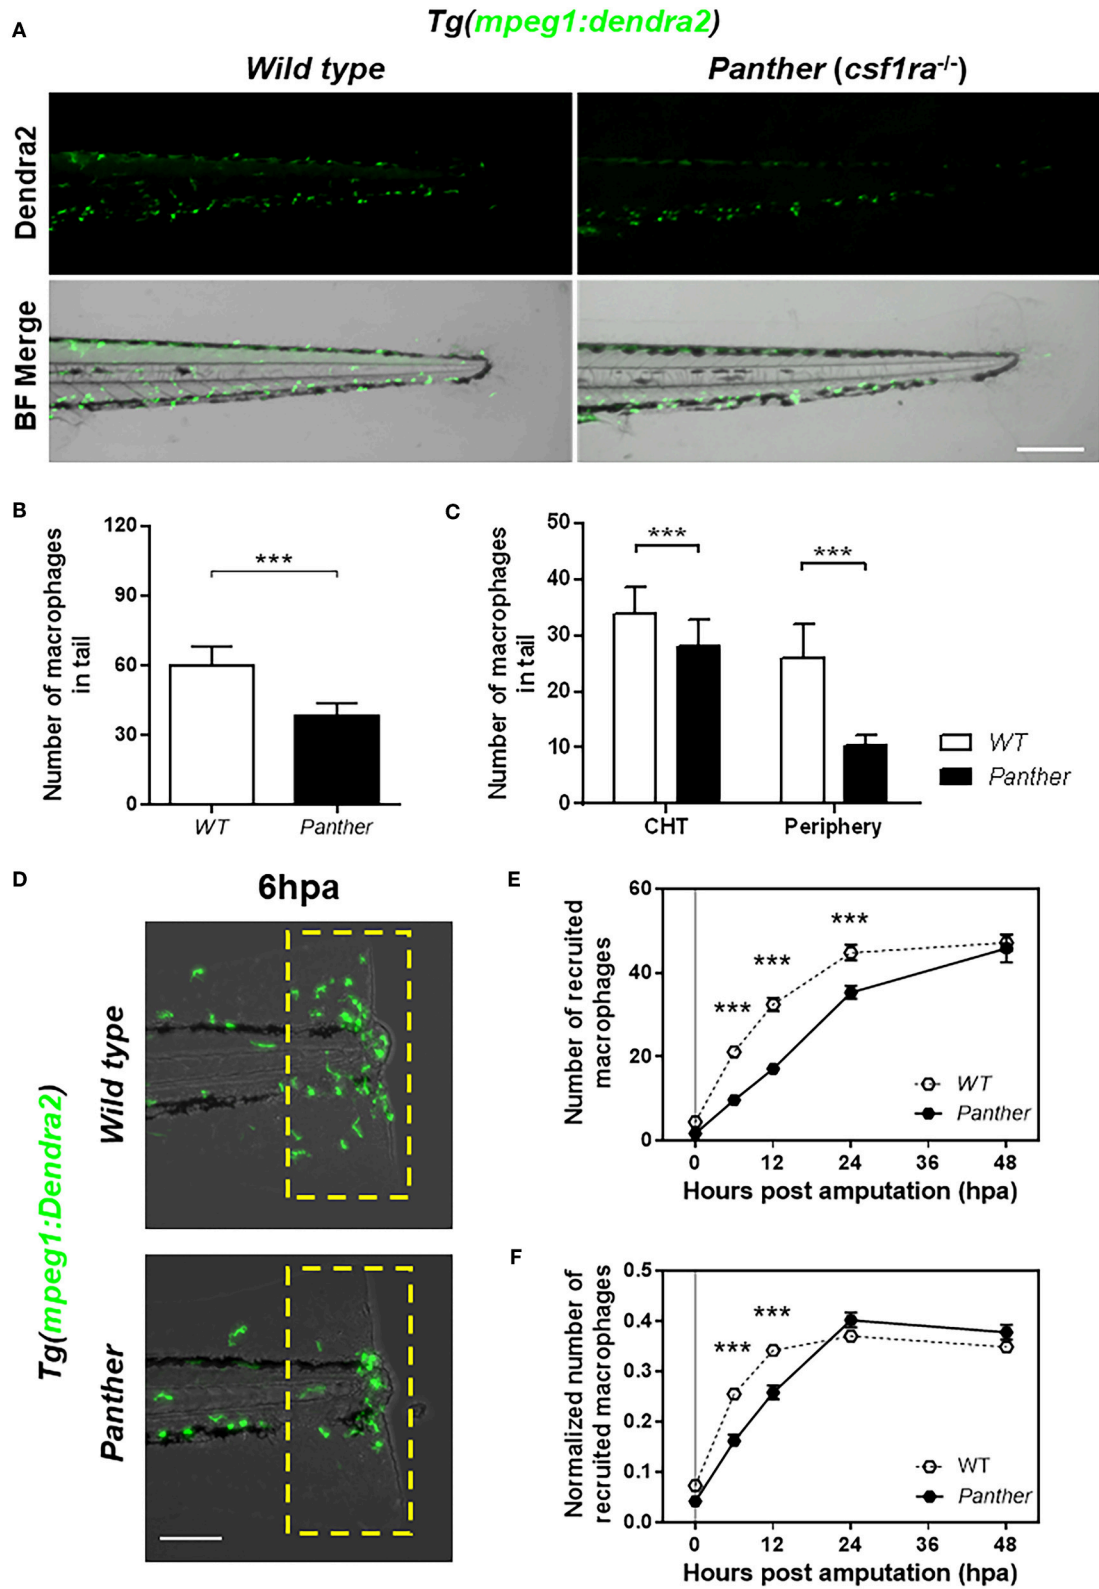 A
Tg(mpeg1:dendra2)
Wild type
Panther (csf1ra-/-)
Dendra2
BF Merge
B
Number of macrophages
in tail
120
90
60
30
0
***
WT
Panther
C
Number of macrophages
in tail
50
40
30
20
10
0
***
***
CHT
Periphery
WT
Panther
D
6hpa
Tg(mpeg1:Dendra2)
Wild type
Panther
E
Number of recruited
macrophages
60
40
20
0
***
***
***
WT
Panther
0 12 24 36 48
Hours post amputation (hpa)
F
Normalized number of
recruited macrophages
0.5
0.4
0.3
0.2
0.1
0.0
***
***
WT
Panther
0 12 24 36 48
Hours post amputation (hpa)